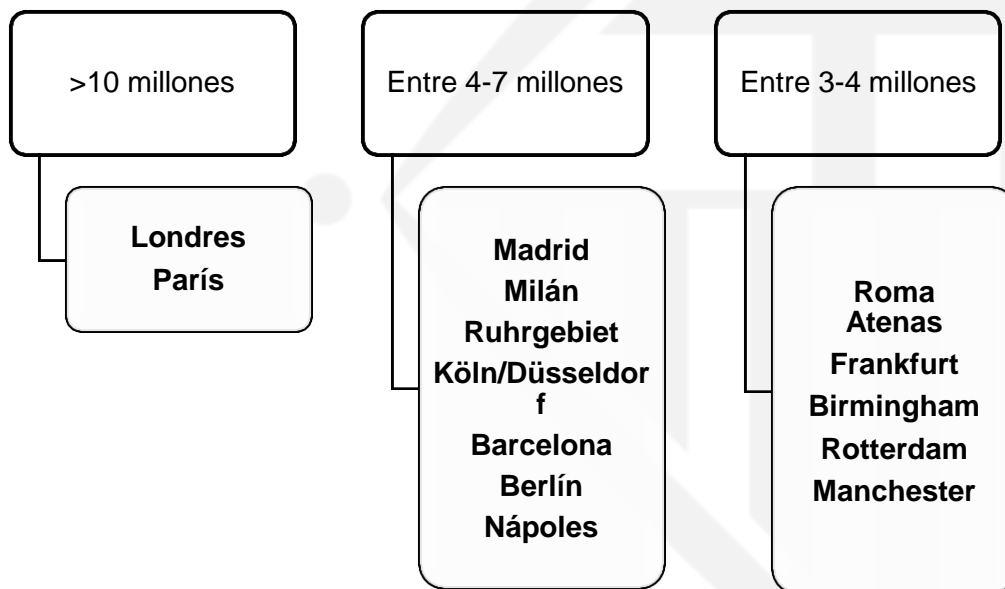 >10 millones
Londres
París
Entre 4-7 millones
Madrid
Milán
Ruhrgebiet
Köln/Düsseldor
f
Barcelona
Berlín
Nápoles
Entre 3-4 millones
Roma
Atenas
Frankfurt
Birmingham
Rotterdam
Manchester